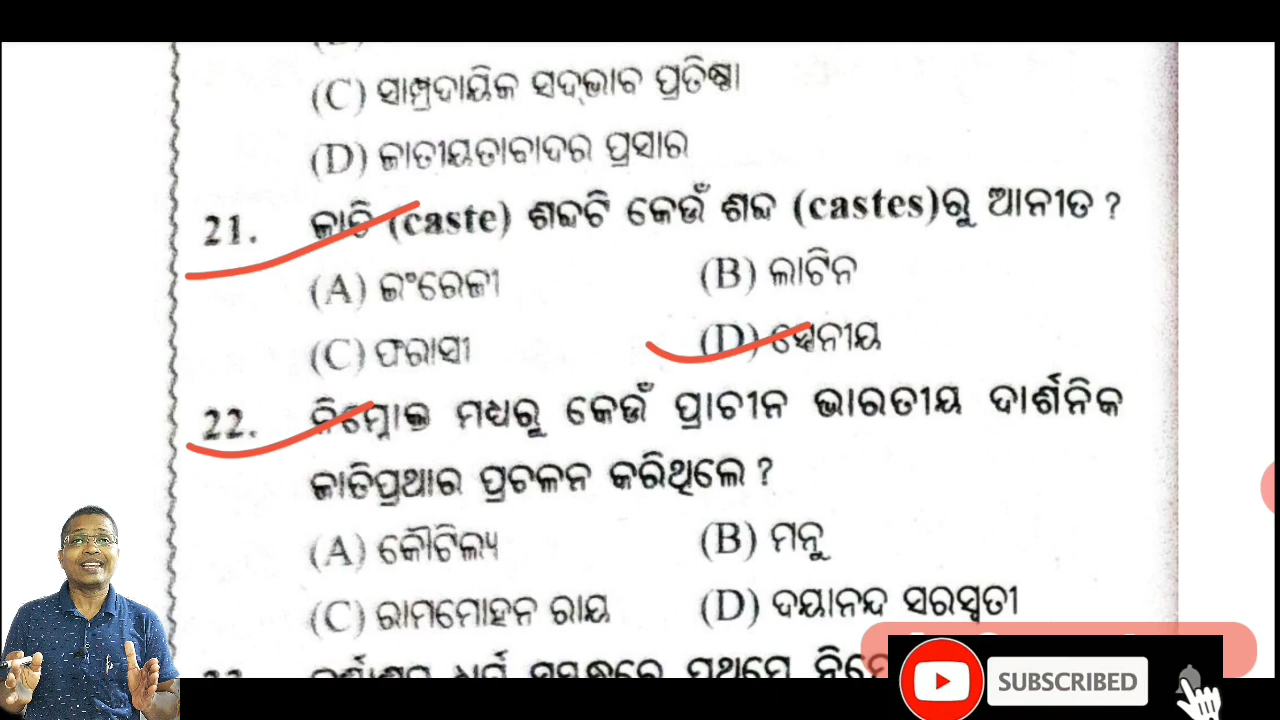 (C) ସାମ୍ପ୍ରଦାୟିକ ସଦ୍‌ଭାବ ପ୍ରତିଷ୍ଠା
(D) ଜାତୀୟତାବାଦର ପ୍ରସାର
21. ଜାତି (caste) ଶବ୍ଦଟି କେଉଁ ଶବ୍ଦ (castes)ରୁ ଆନୀତ ?
(A) ଇଂରେଜୀ (B) ଲାଟିନ
(C) ଫରାସୀ (D) ସ୍ପେନୀୟ
22. ନିମ୍ନୋକ୍ତ ମଧ୍ୟରୁ କେଉଁ ପ୍ରାଚୀନ ଭାରତୀୟ ଦାର୍ଶନିକ
ଜାତିପ୍ରଥାର ପ୍ରଚଳନ କରିଥିଲେ ?
(A) କୌଟିଲ୍ୟ (B) ମନୁ
(C) ରାମମୋହନ ରାୟ (D) ଦୟାନନ୍ଦ ସରସ୍ୱତୀ
SUBSCRIBED